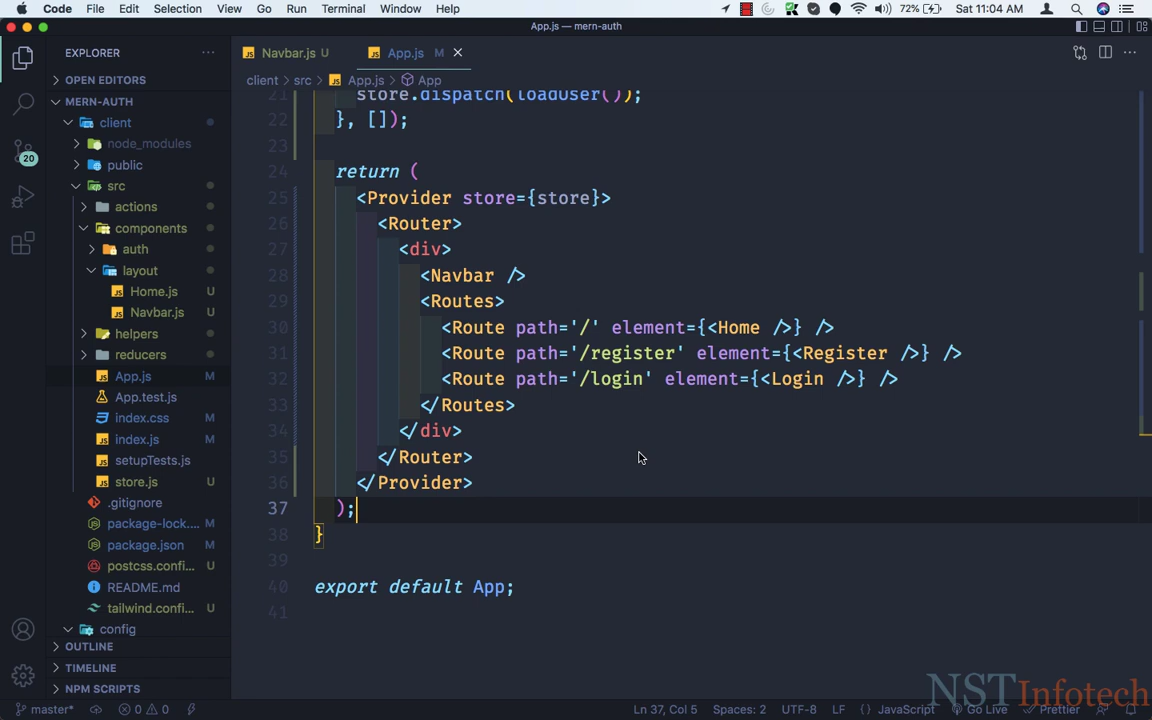 Code File Edit Selection View Go Run Terminal Window Help 72% Sat 11:04 AM
App.js — mern-auth
EXPLORER
OPEN EDITORS
MERN-AUTH
client
node_modules
public
src
actions
components
auth
layout
Home.js U
Navbar.js U
helpers
reducers
App.js M
App.test.js
index.css M
index.js M
setupTests.js
store.js U
.gitignore
package-lock.... M
package.json M
postcss.confi... U
README.md
tailwind.confi... U
config
OUTLINE
TIMELINE
NPM SCRIPTS
20
Navbar.js U App.js M
client > src > App.js > App
21 store.dispatch(loadUser());
22 }, []);
23
24 return (
25 <Provider store={store}>
26 <Router>
27 <div>
28 <Navbar />
29 <Routes>
30 <Route path='/' element={<Home />} />
31 <Route path='/register' element={<Register />} />
32 <Route path='/login' element={<Login />} />
33 </Routes>
34 </div>
35 </Router>
36 </Provider>
37 );
38 }
39
40 export default App;
41
NSTInfotech
master* 0 0 Ln 37, Col 5 Spaces: 2 UTF-8 LF {} JavaScript Go Live Prettier